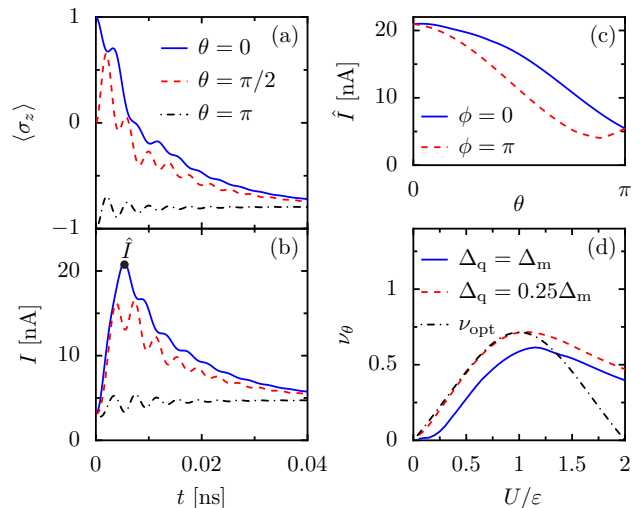 1
0
−1
⟨σz⟩
(a)
θ = 0
θ = π/2
θ = π
20
10
0
I [nA]
(b)
Î
0
0.02
0.04
t [ns]
20
10
0
Î [nA]
(c)
ϕ = 0
ϕ = π
0
θ
π
1
0.5
0
νθ
(d)
Δq = Δm
Δq = 0.25Δm
νopt
0
0.5
1
1.5
2
U/ε